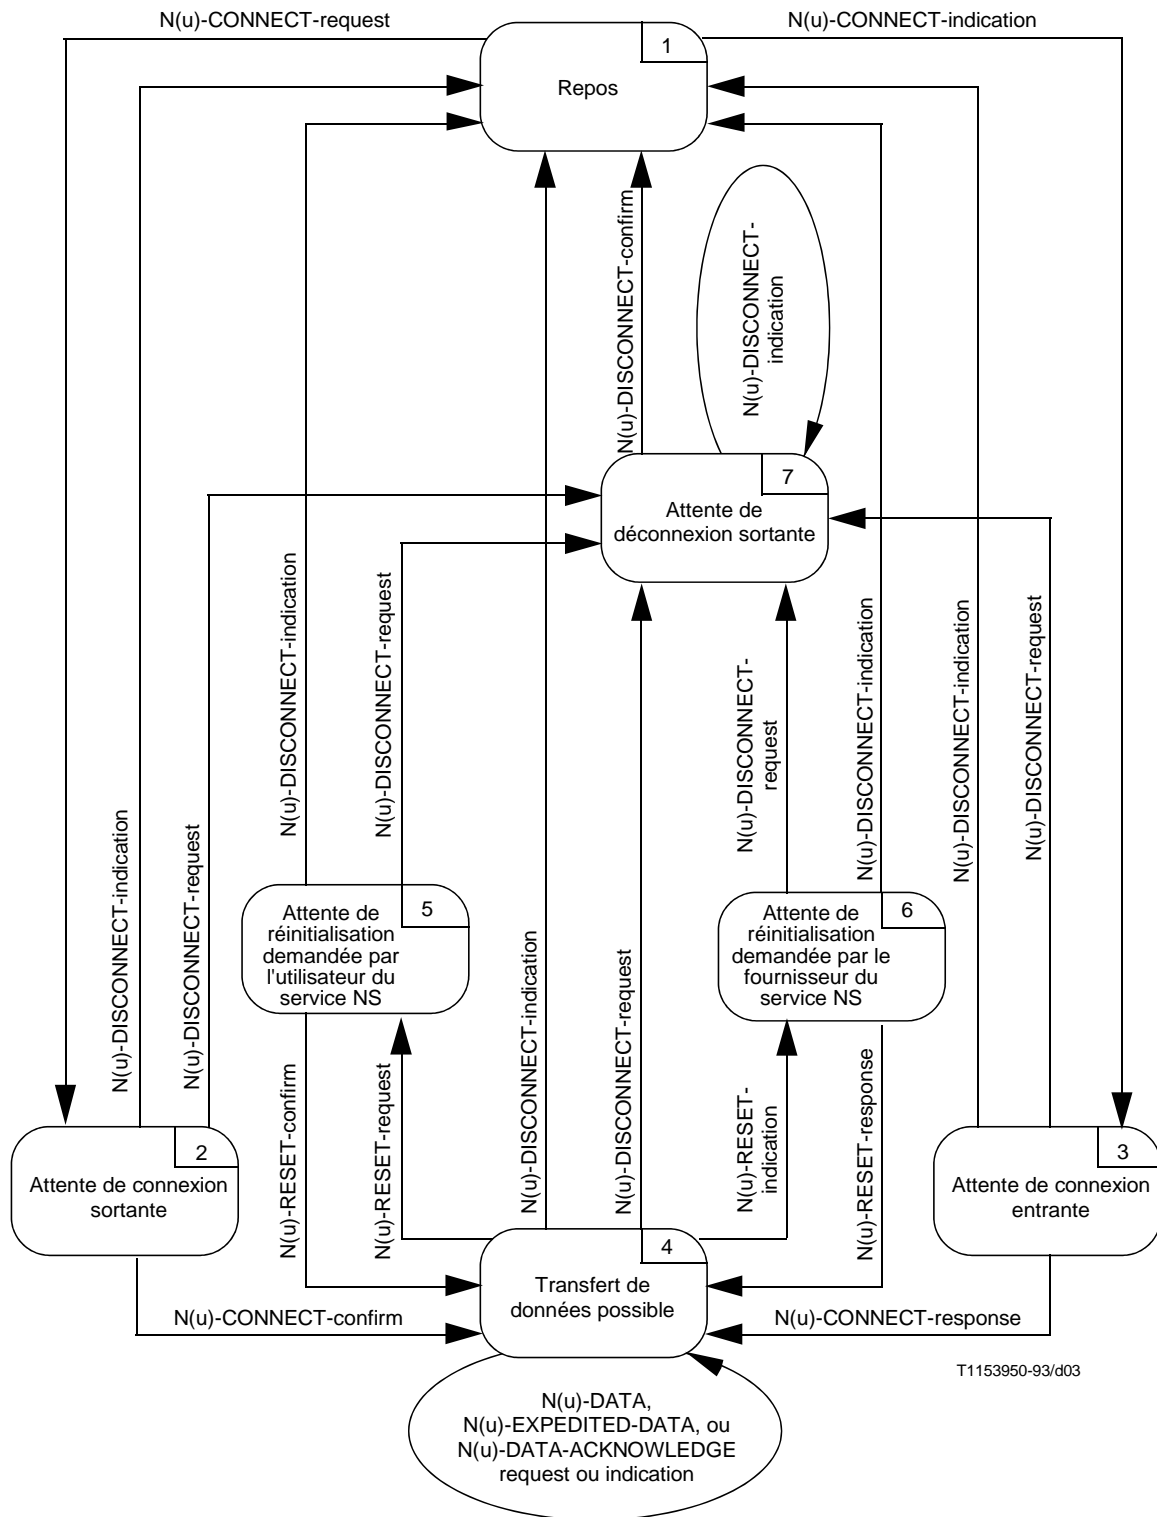 N(u)-CONNECT-request
N(u)-CONNECT-indication
1
Repos
N(u)-DISCONNECT-confirm
N(u)-DISCONNECT-
indication
7
Attente de
déconnexion sortante
N(u)-DISCONNECT-indication
N(u)-DISCONNECT-request
N(u)-DISCONNECT-indication
N(u)-DISCONNECT-request
N(u)-DISCONNECT-indication
N(u)-DISCONNECT-request
N(u)-DISCONNECT-
request
N(u)-DISCONNECT-indication
N(u)-DISCONNECT-indication
N(u)-DISCONNECT-request
5
Attente de
réinitialisation
demandée par
l'utilisateur du
service NS
6
Attente de
réinitialisation
demandée par le
fournisseur du
service NS
N(u)-RESET-confirm
N(u)-RESET-request
N(u)-RESET-
indication
N(u)-RESET-response
2
Attente de connexion
sortante
3
Attente de connexion
entrante
4
Transfert de
données possible
N(u)-CONNECT-confirm
N(u)-CONNECT-response
T1153950-93/d03
N(u)-DATA,
N(u)-EXPEDITED-DATA, ou
N(u)-DATA-ACKNOWLEDGE
request ou indication